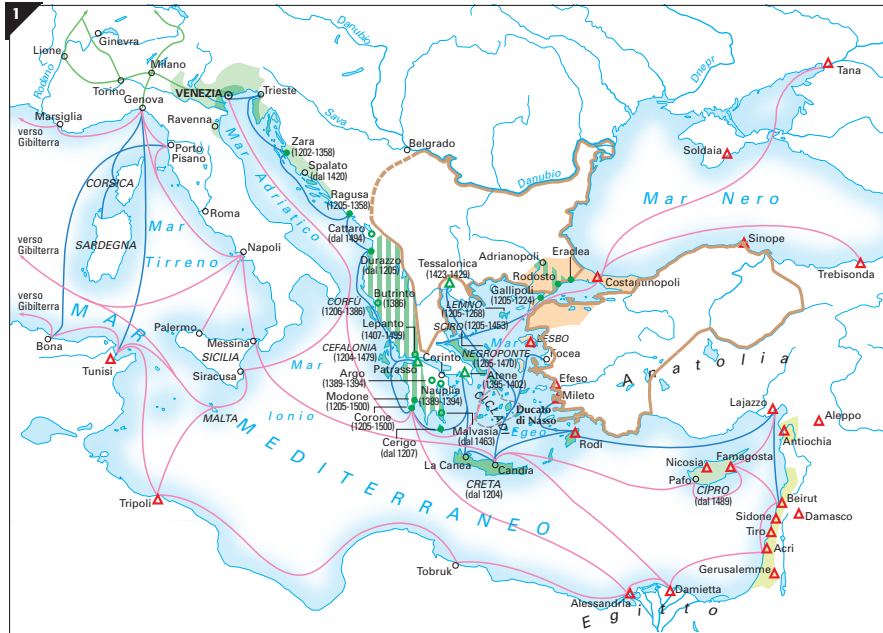 1
Ginevra
Lione
Rodano
Milano
Torino
Genova
VENEZIA
Trieste
Marsiglia
verso
Gibilterra
Ravenna
Porto
Pisano
Danubio
Danubio
Sava
Belgrado
Danubio
Dnepr
Tana
Soldaia
Mar Nero
Sinope
Trebisonda
Zara
(1202-1358)
Spalato
(dal 1420)
Ragusa
(1205-1358)
Cattaro
(dal 1494)
Durazzo
(dal 1205)
Mar
Adriatico
CORSICA
Roma
SARDEGNA
Mar
Tirreno
Napoli
verso
Gibilterra
verso
Gibilterra
Tessalonica
(1423-1429)
Adrianopoli
Eraclea
Rodosto
Gallipoli
(1205-1224)
Costantinopoli
Butrinto
(1386)
CORFÙ
(1206-1386)
LEMNO
(1205-1268)
SCIRO
(1205-1453)
Lepanto
(1407-1499)
CEFALONIA
(1204-1479)
Patrasso
Corinto
NEGROPONTE
(1205-1470)
Mar
LESBO
Focea
Anatolia
Bona
Tunisi
Palermo
Messina
SICILIA
Siracusa
Mar
Ionio
MALTA
Argo
(1389-1394)
Nauplia
(1389-1394)
Atene
(1395-1402)
Efeso
Mileto
Modone
(1205-1500)
Corone
(1205-1500)
Cerigo
(dal 1207)
Malvasia
(dal 1463)
CICLADI
Ducato
di Nasso
Egeo
Rodi
La Canea
Candia
CRETA
(dal 1204)
Lajazzo
Aleppo
Antiochia
Nicosia
Famagosta
Pafo
CIPRO
(dal 1489)
Beirut
Damasco
Sidone
Tiro
Acri
Gerusalemme
MAR MEDITERRANEO
Tripoli
Tobruk
Alessandria
Damietta
Egitto